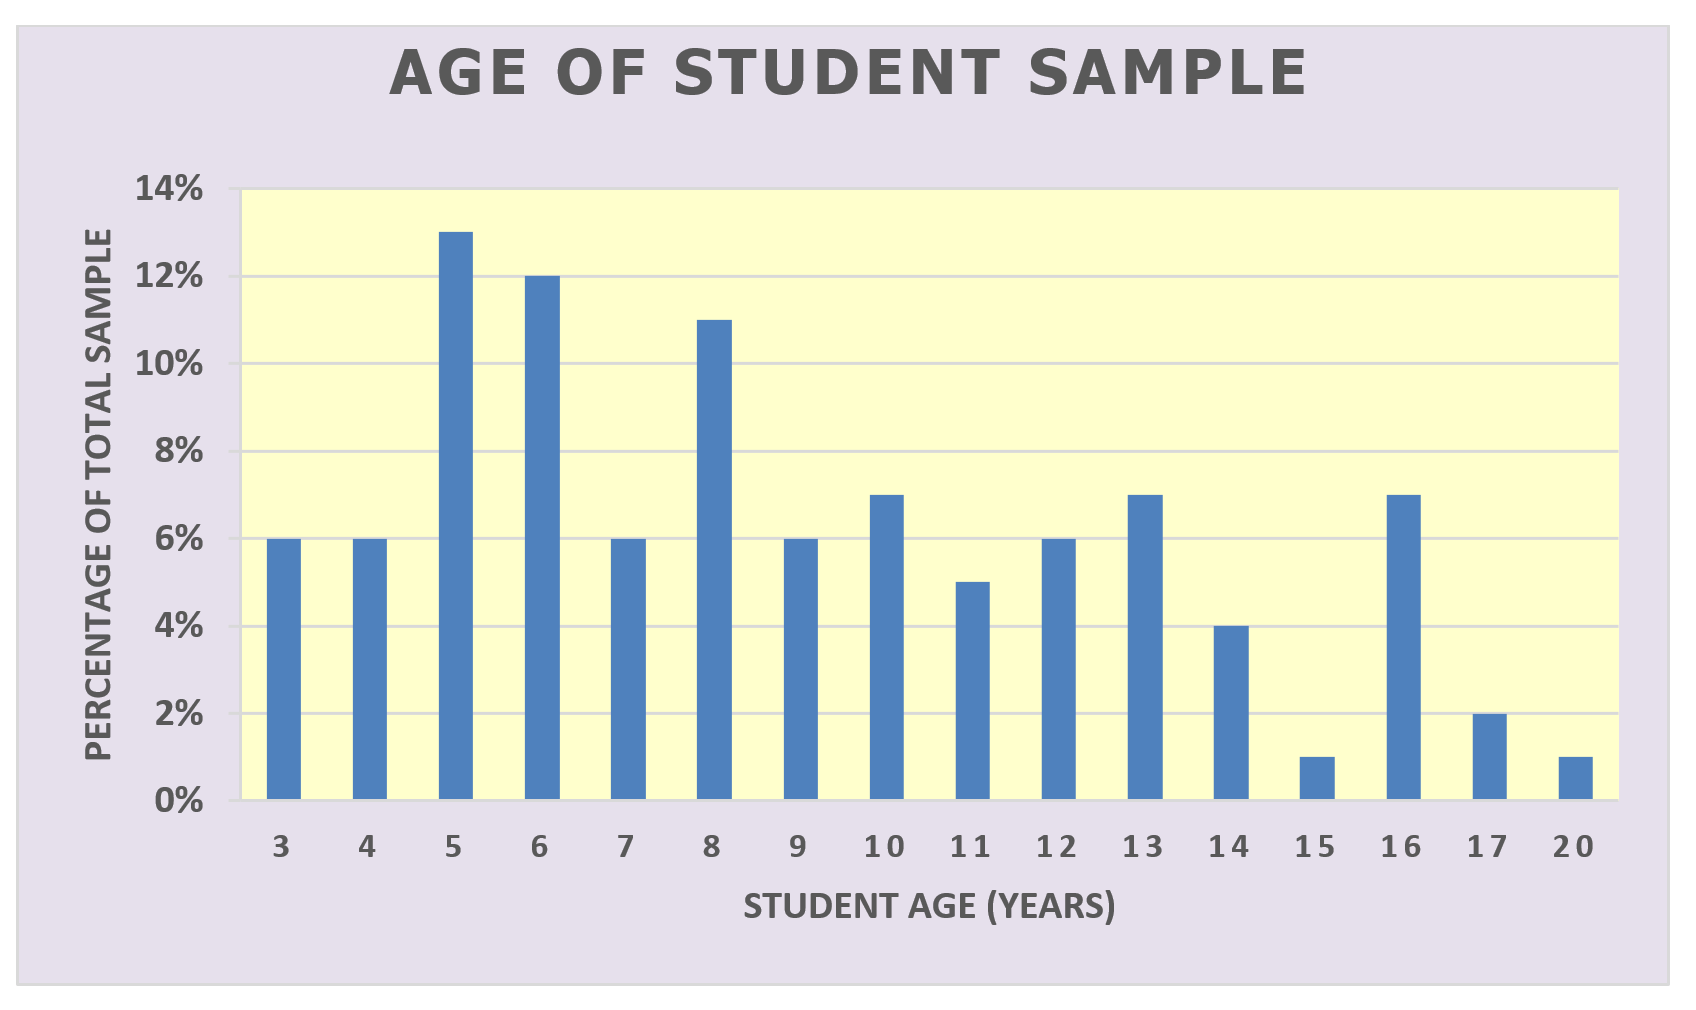 AGE OF STUDENT SAMPLE
PERCENTAGE OF TOTAL SAMPLE
14%
12%
10%
8%
6%
4%
2%
0%
3 4 5 6 7 8 9 10 11 12 13 14 15 16 17 20
STUDENT AGE (YEARS)